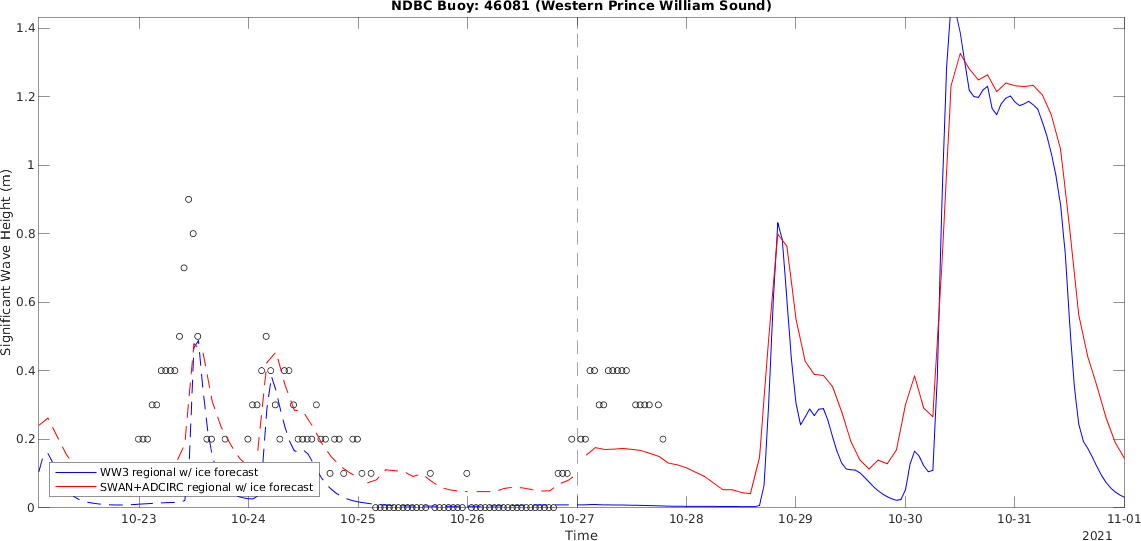 NDBC Buoy: 46081 (Western Prince William Sound)
Significant Wave Height (m)
1.4
1.2
1
0.8
0.6
0.4
0.2
0
WW3 regional w/ ice forecast
SWAN+ADCIRC regional w/ ice forecast
10-23 10-24 10-25 10-26 10-27 10-28 10-29 10-30 10-31 11-01
Time
2021